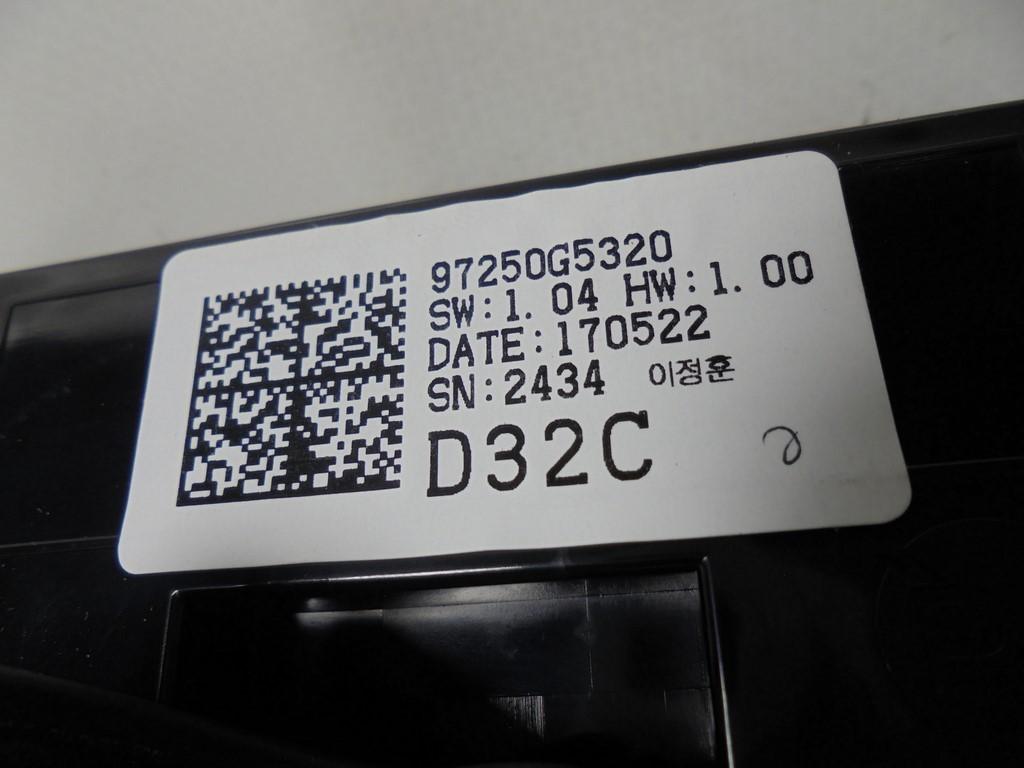 97250G5320
SW:1. 04 HW:1. 00
DATE:170522
SN:2434 이정훈
D32C